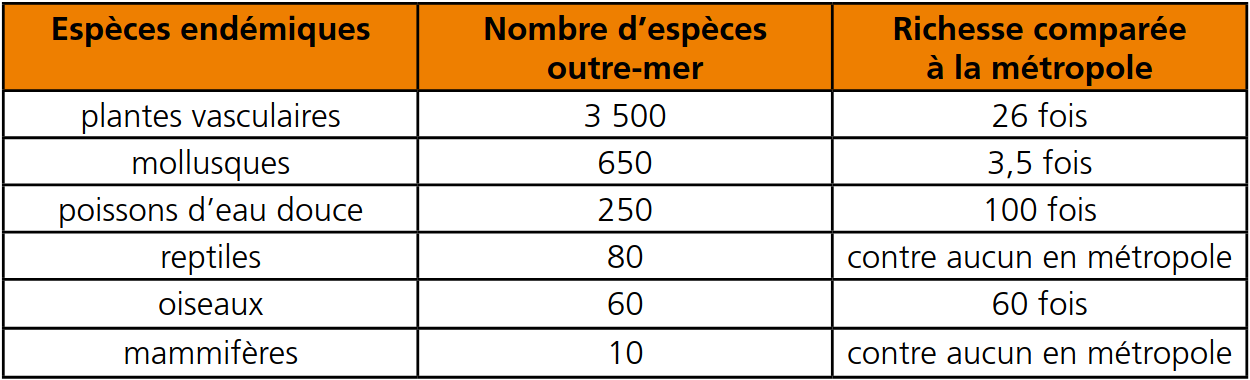 Espèces endémiques
Nombre d’espèces
outre-mer
Richesse comparée
à la métropole
plantes vasculaires
3 500
26 fois
mollusques
650
3,5 fois
poissons d’eau douce
250
100 fois
reptiles
80
contre aucun en métropole
oiseaux
60
60 fois
mammifères
10
contre aucun en métropole